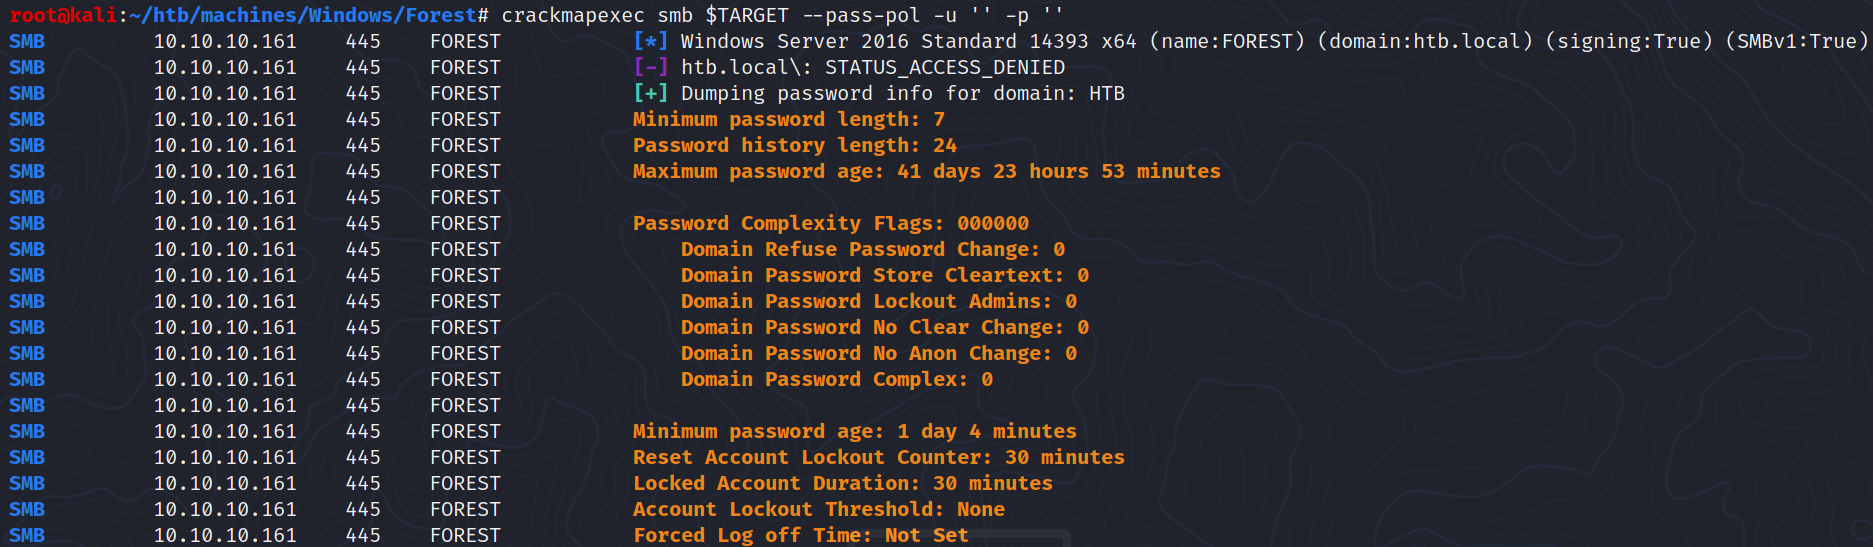 root@kali:~/htb/machines/Windows/Forest# crackmapexec smb $TARGET --pass-pol -u '' -p ''
SMB 10.10.10.161 445 FOREST [*] Windows Server 2016 Standard 14393 x64 (name:FOREST) (domain:htb.local) (signing:True) (SMBv1:True)
SMB 10.10.10.161 445 FOREST [-] htb.local\: STATUS_ACCESS_DENIED
SMB 10.10.10.161 445 FOREST [+] Dumping password info for domain: HTB
SMB 10.10.10.161 445 FOREST Minimum password length: 7
SMB 10.10.10.161 445 FOREST Password history length: 24
SMB 10.10.10.161 445 FOREST Maximum password age: 41 days 23 hours 53 minutes
SMB 10.10.10.161 445 FOREST
SMB 10.10.10.161 445 FOREST Password Complexity Flags: 000000
SMB 10.10.10.161 445 FOREST Domain Refuse Password Change: 0
SMB 10.10.10.161 445 FOREST Domain Password Store Cleartext: 0
SMB 10.10.10.161 445 FOREST Domain Password Lockout Admins: 0
SMB 10.10.10.161 445 FOREST Domain Password No Clear Change: 0
SMB 10.10.10.161 445 FOREST Domain Password No Anon Change: 0
SMB 10.10.10.161 445 FOREST Domain Password Complex: 0
SMB 10.10.10.161 445 FOREST
SMB 10.10.10.161 445 FOREST Minimum password age: 1 day 4 minutes
SMB 10.10.10.161 445 FOREST Reset Account Lockout Counter: 30 minutes
SMB 10.10.10.161 445 FOREST Locked Account Duration: 30 minutes
SMB 10.10.10.161 445 FOREST Account Lockout Threshold: None
SMB 10.10.10.161 445 FOREST Forced Log off Time: Not Set